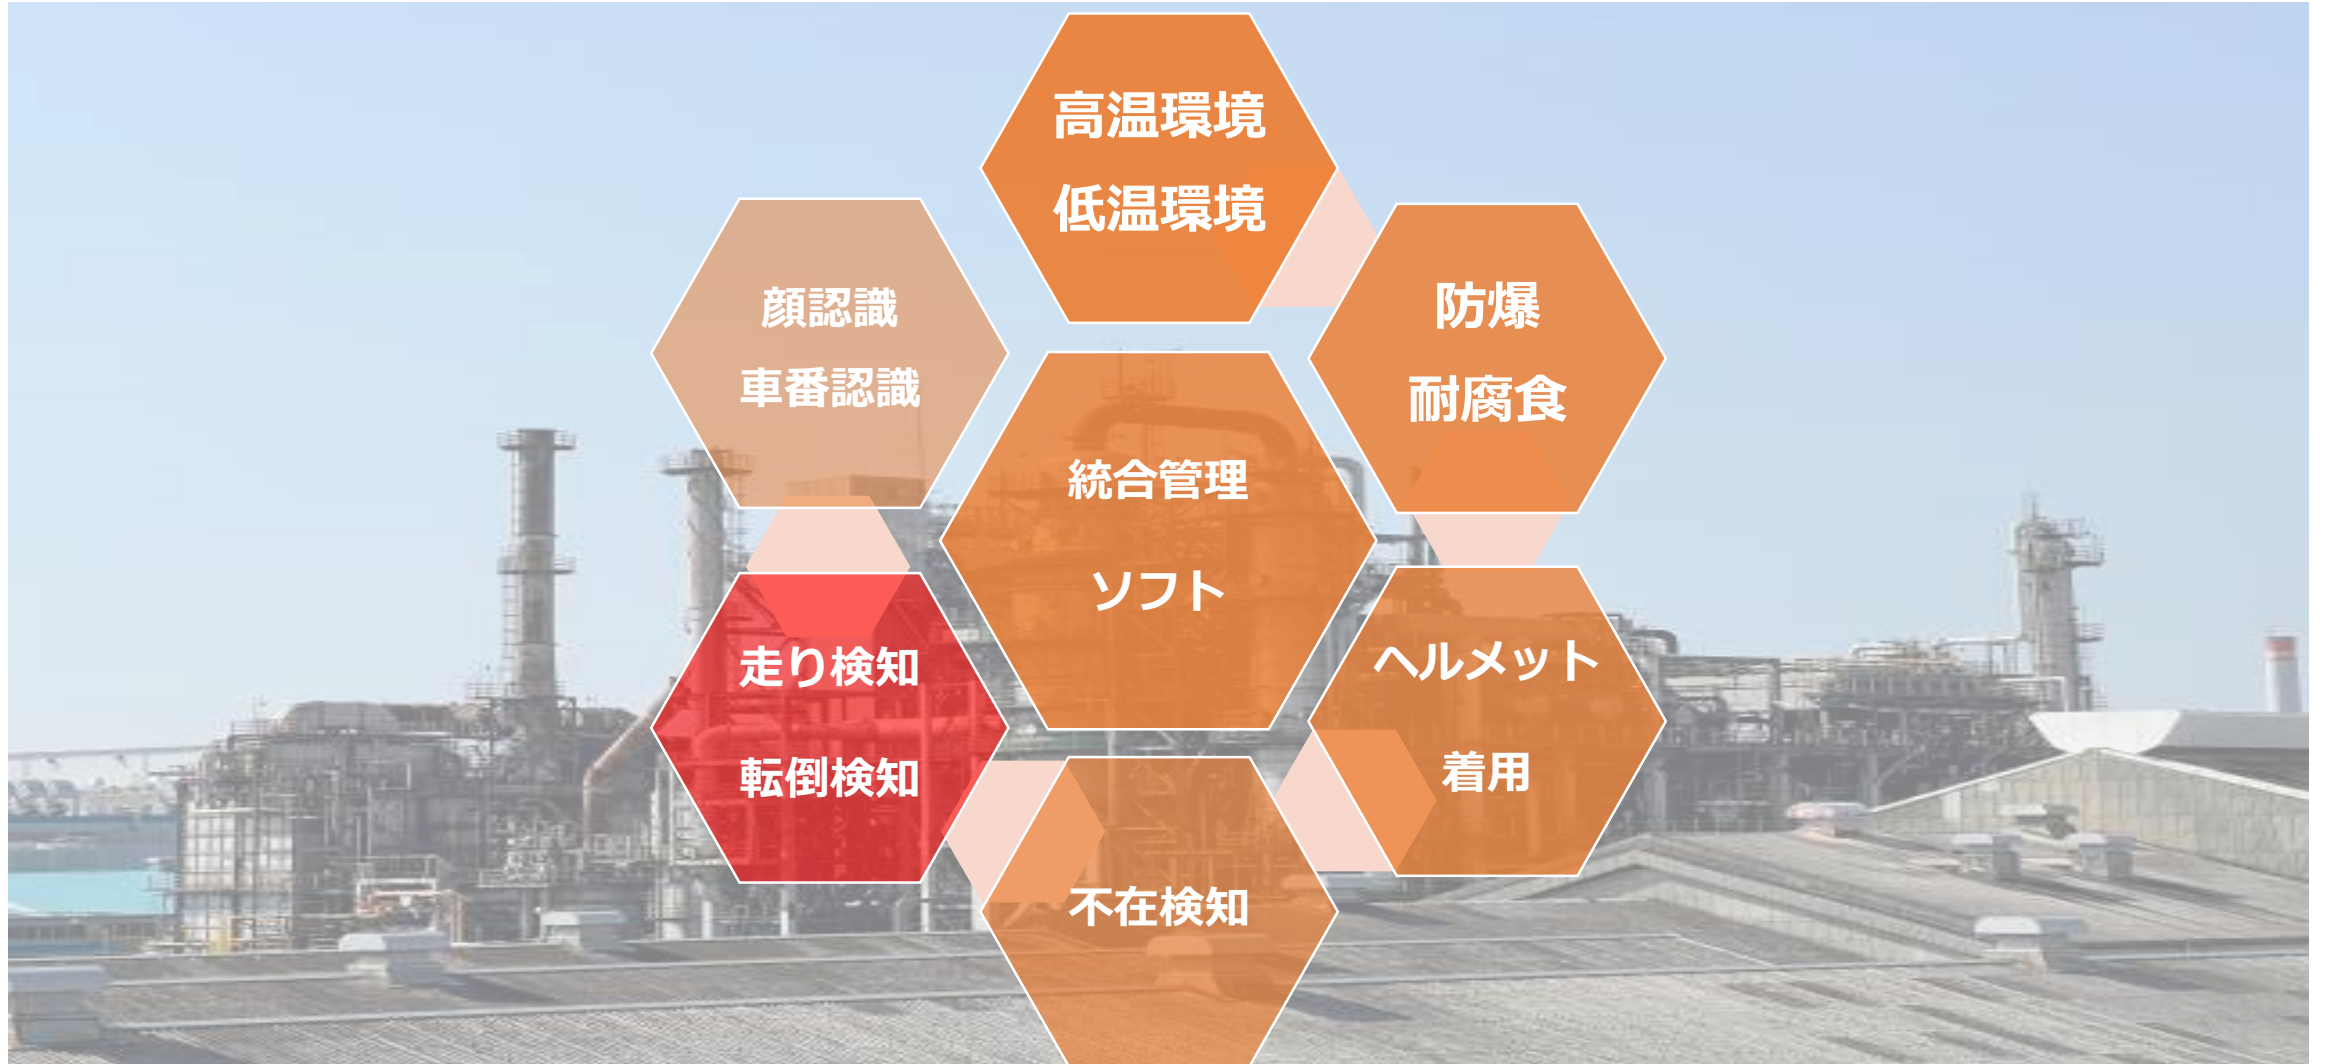 高温環境
低温環境
顔認識
車番認識
防爆
耐腐食
統合管理
ソフト
走り検知
転倒検知
ヘルメット
着用
不在検知